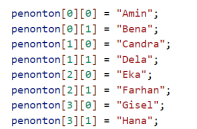 penonton[0][0] = "Amin";
penonton[0][1] = "Bena";
penonton[1][0] = "Candra";
penonton[1][1] = "Dela";
penonton[2][0] = "Eka";
penonton[2][1] = "Farhan";
penonton[3][0] = "Gisel";
penonton[3][1] = "Hana";